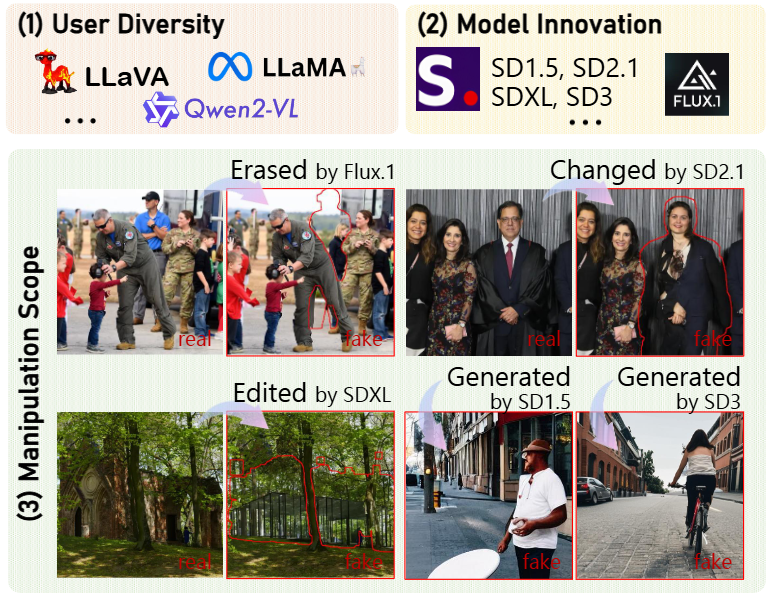 (1) User Diversity
LLaVA
LLaMA
Qwen2-VL
...
(2) Model Innovation
S.
SD1.5, SD2.1
SDXL, SD3
...
FLUX.1
(3) Manipulation Scope
Erased by Flux.1
real
fake
Changed by SD2.1
real
fake
Edited by SDXL
real
fake
Generated
by SD1.5
fake
Generated
by SD3
fake